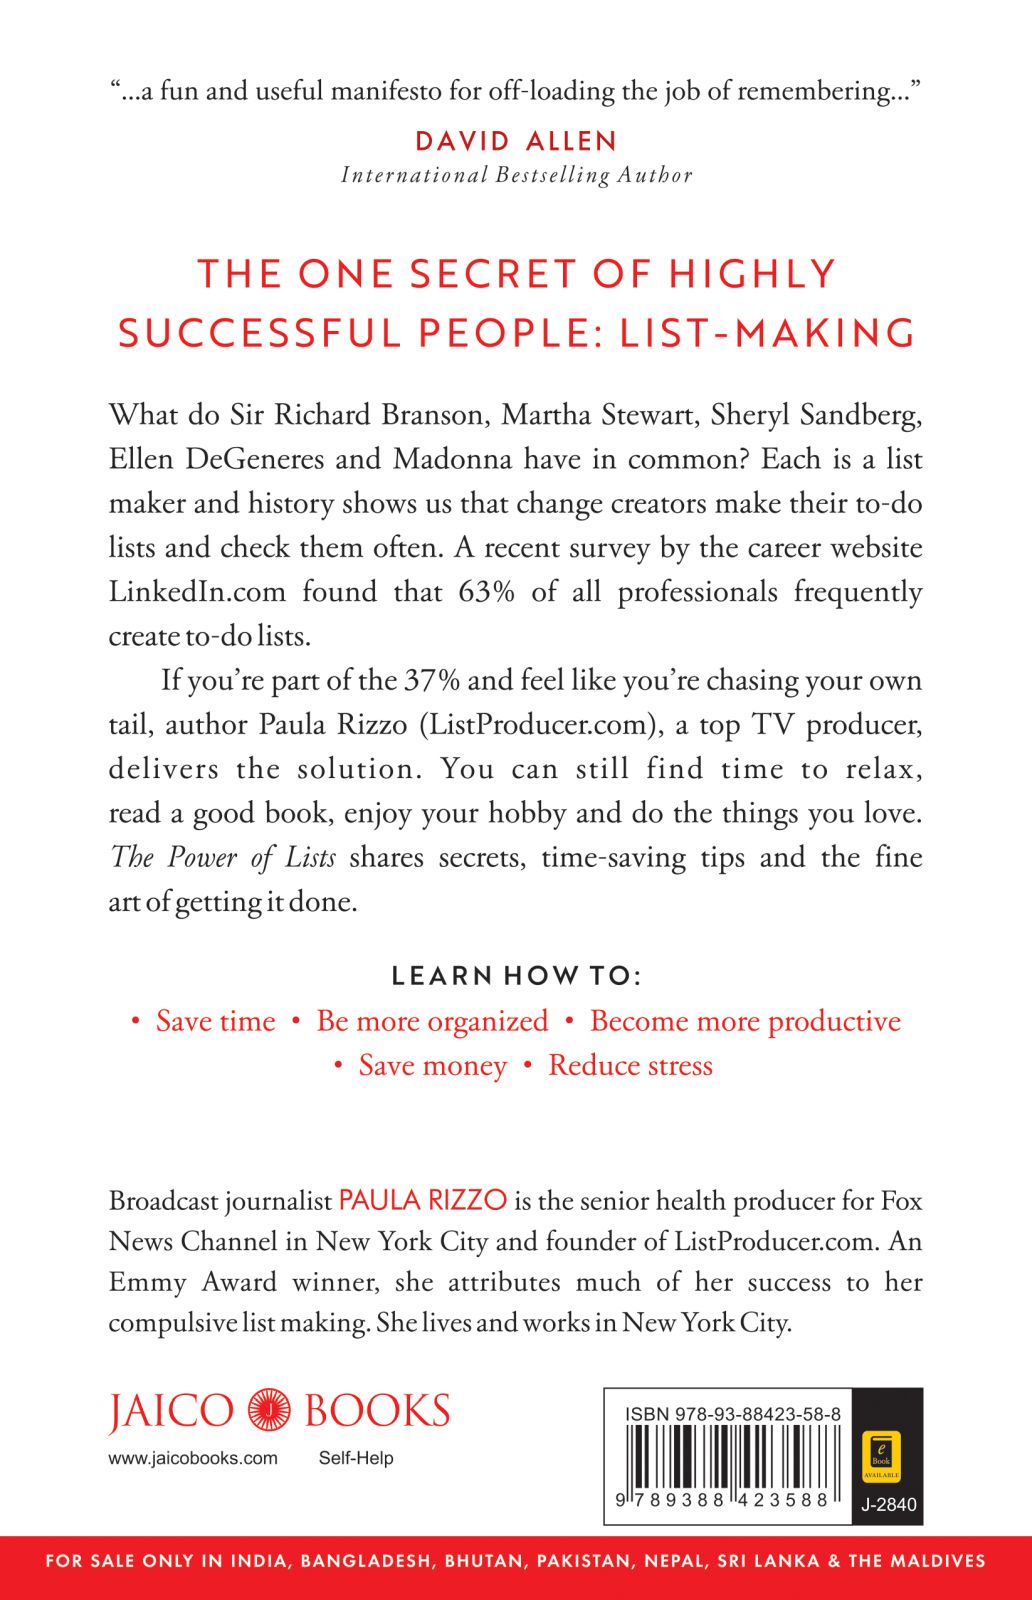 “...a fun and useful manifesto for off-loading the job of remembering...”
DAVID ALLEN
International Bestselling Author
THE ONE SECRET OF HIGHLY
SUCCESSFUL PEOPLE: LIST-MAKING
What do Sir Richard Branson, Martha Stewart, Sheryl Sandberg,
Ellen DeGeneres and Madonna have in common? Each is a list
maker and history shows us that change creators make their to-do
lists and check them often. A recent survey by the career website
LinkedIn.com found that 63% of all professionals frequently
create to-do lists.
If you’re part of the 37% and feel like you’re chasing your own
tail, author Paula Rizzo (ListProducer.com), a top TV producer,
delivers the solution. You can still find time to relax,
read a good book, enjoy your hobby and do the things you love.
The Power of Lists shares secrets, time-saving tips and the fine
art of getting it done.
LEARN HOW TO:
• Save time • Be more organized • Become more productive
• Save money • Reduce stress
Broadcast journalist PAULA RIZZO is the senior health producer for Fox
News Channel in New York City and founder of ListProducer.com. An
Emmy Award winner, she attributes much of her success to her
compulsive list making. She lives and works in New York City.
JAICO J BOOKS
www.jaicobooks.com Self-Help
ISBN 978-93-88423-58-8
9 789388 423588
e
Book
AVAILABLE
J-2840
FOR SALE ONLY IN INDIA, BANGLADESH, BHUTAN, PAKISTAN, NEPAL, SRI LANKA & THE MALDIVES